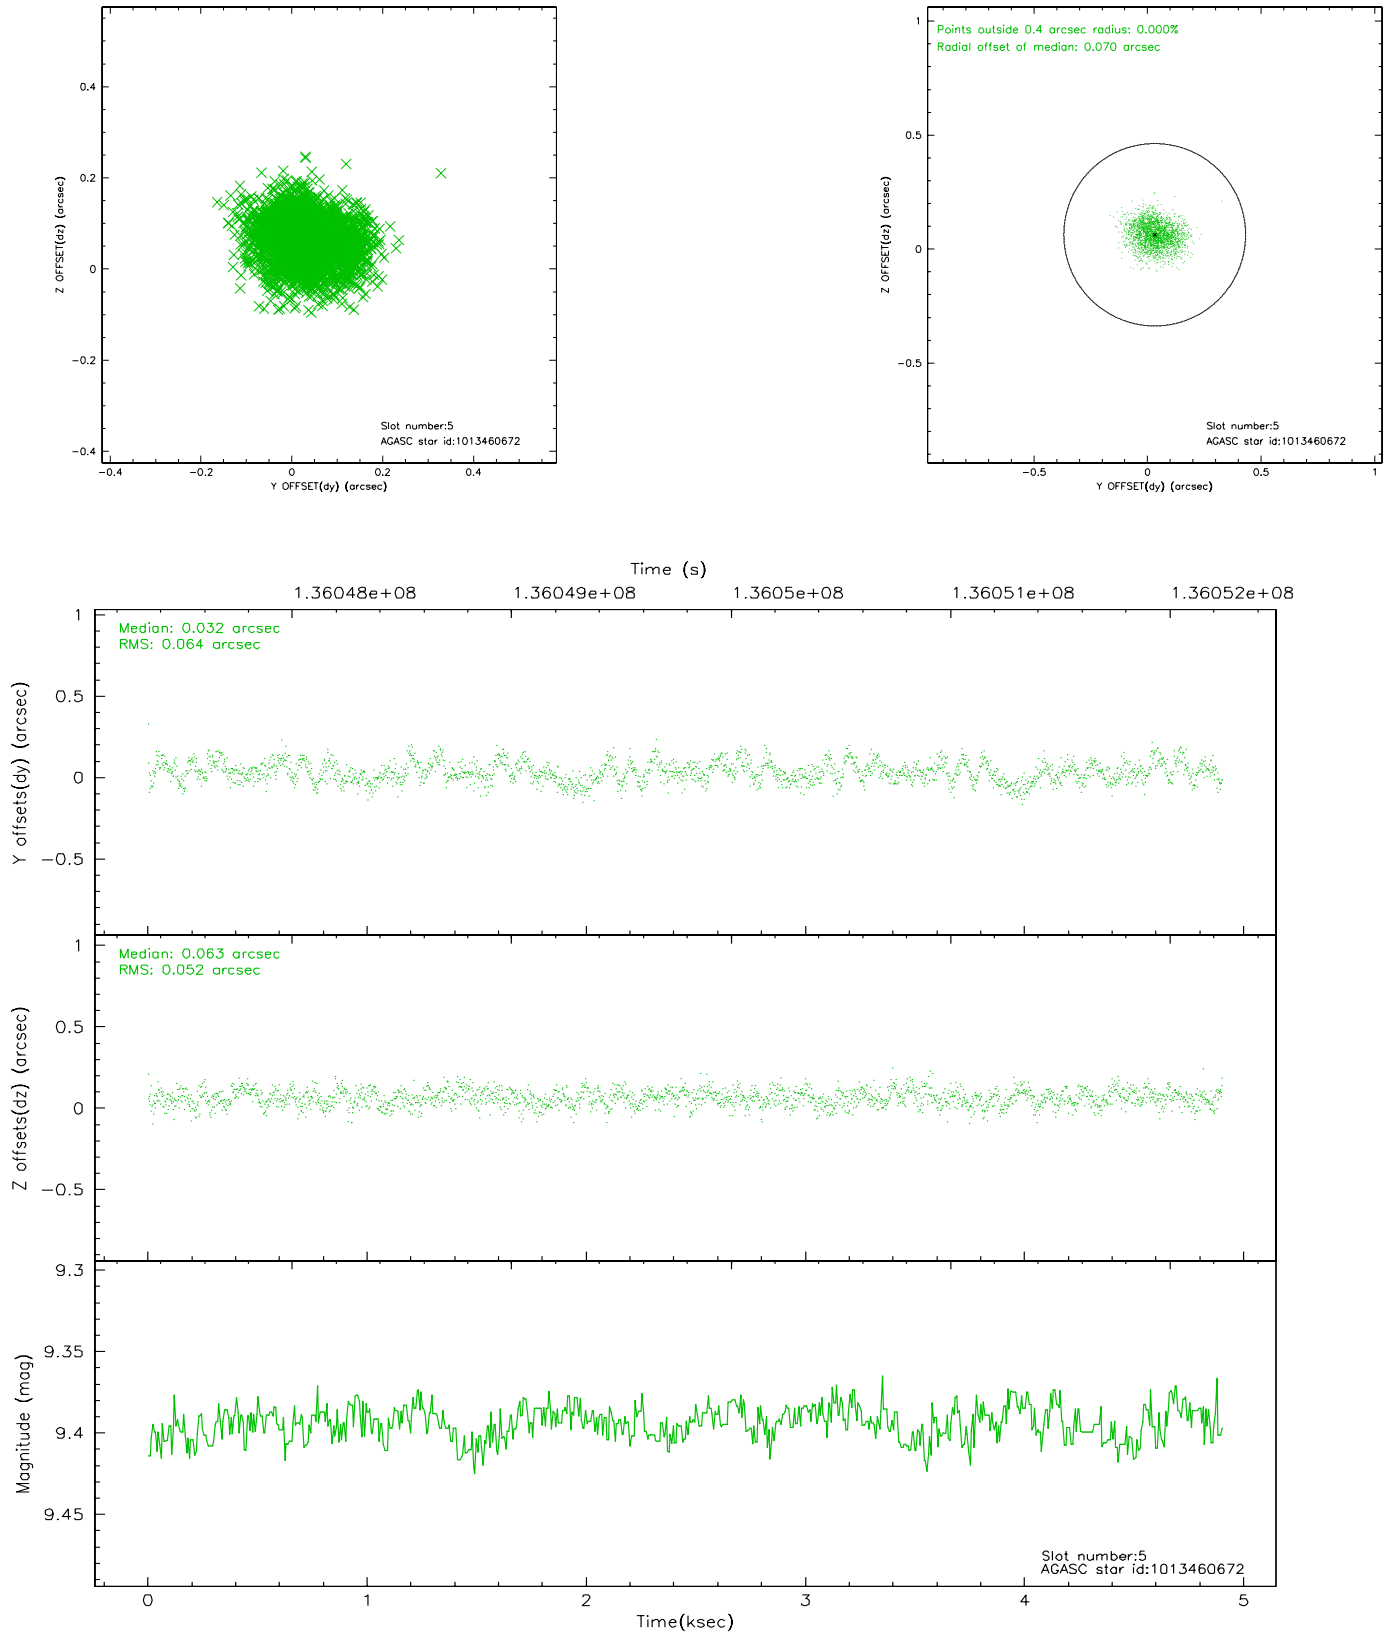 0.4
0.2
0
−0.2
−0.4
Z OFFSET(dz) (arcsec)
−0.4 −0.2 0 0.2 0.4
Y OFFSET(dy) (arcsec)
Slot number:5
AGASC star id:1013460672
Points outside 0.4 arcsec radius: 0.000%
Radial offset of median: 0.070 arcsec
1
0.5
0
−0.5
Z OFFSET(dz) (arcsec)
−0.5 0 0.5 1
Y OFFSET(dy) (arcsec)
Slot number:5
AGASC star id:1013460672
Time (s)
1.36048e+08 1.36049e+08 1.3605e+08 1.36051e+08 1.36052e+08
Median: 0.032 arcsec
RMS: 0.064 arcsec
1
0.5
0
−0.5
Y offsets(dy) (arcsec)
Median: 0.063 arcsec
RMS: 0.052 arcsec
1
0.5
0
−0.5
Z offsets(dz) (arcsec)
9.3
9.35
9.4
9.45
Magnitude (mag)
Slot number:5
AGASC star id:1013460672
0 1 2 3 4 5
Time(ksec)